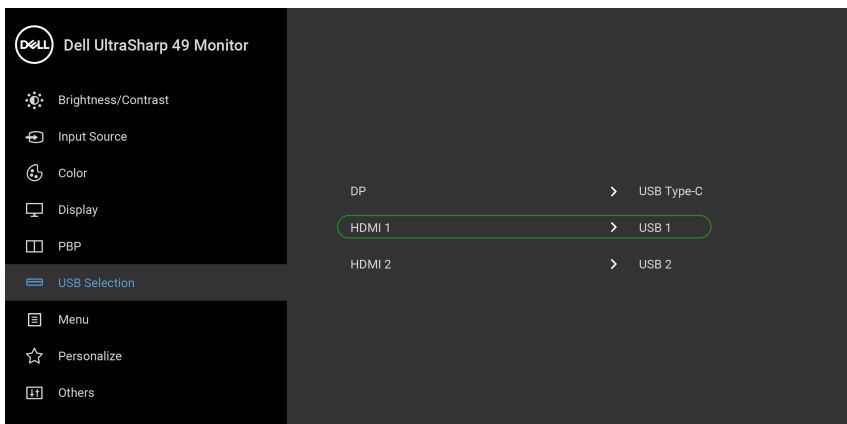 DELL Dell UltraSharp 49 Monitor
Brightness/Contrast
Input Source
Color
Display
PBP
USB Selection
Menu
Personalize
Others
DP > USB Type-C
HDMI 1 > USB 1
HDMI 2 > USB 2